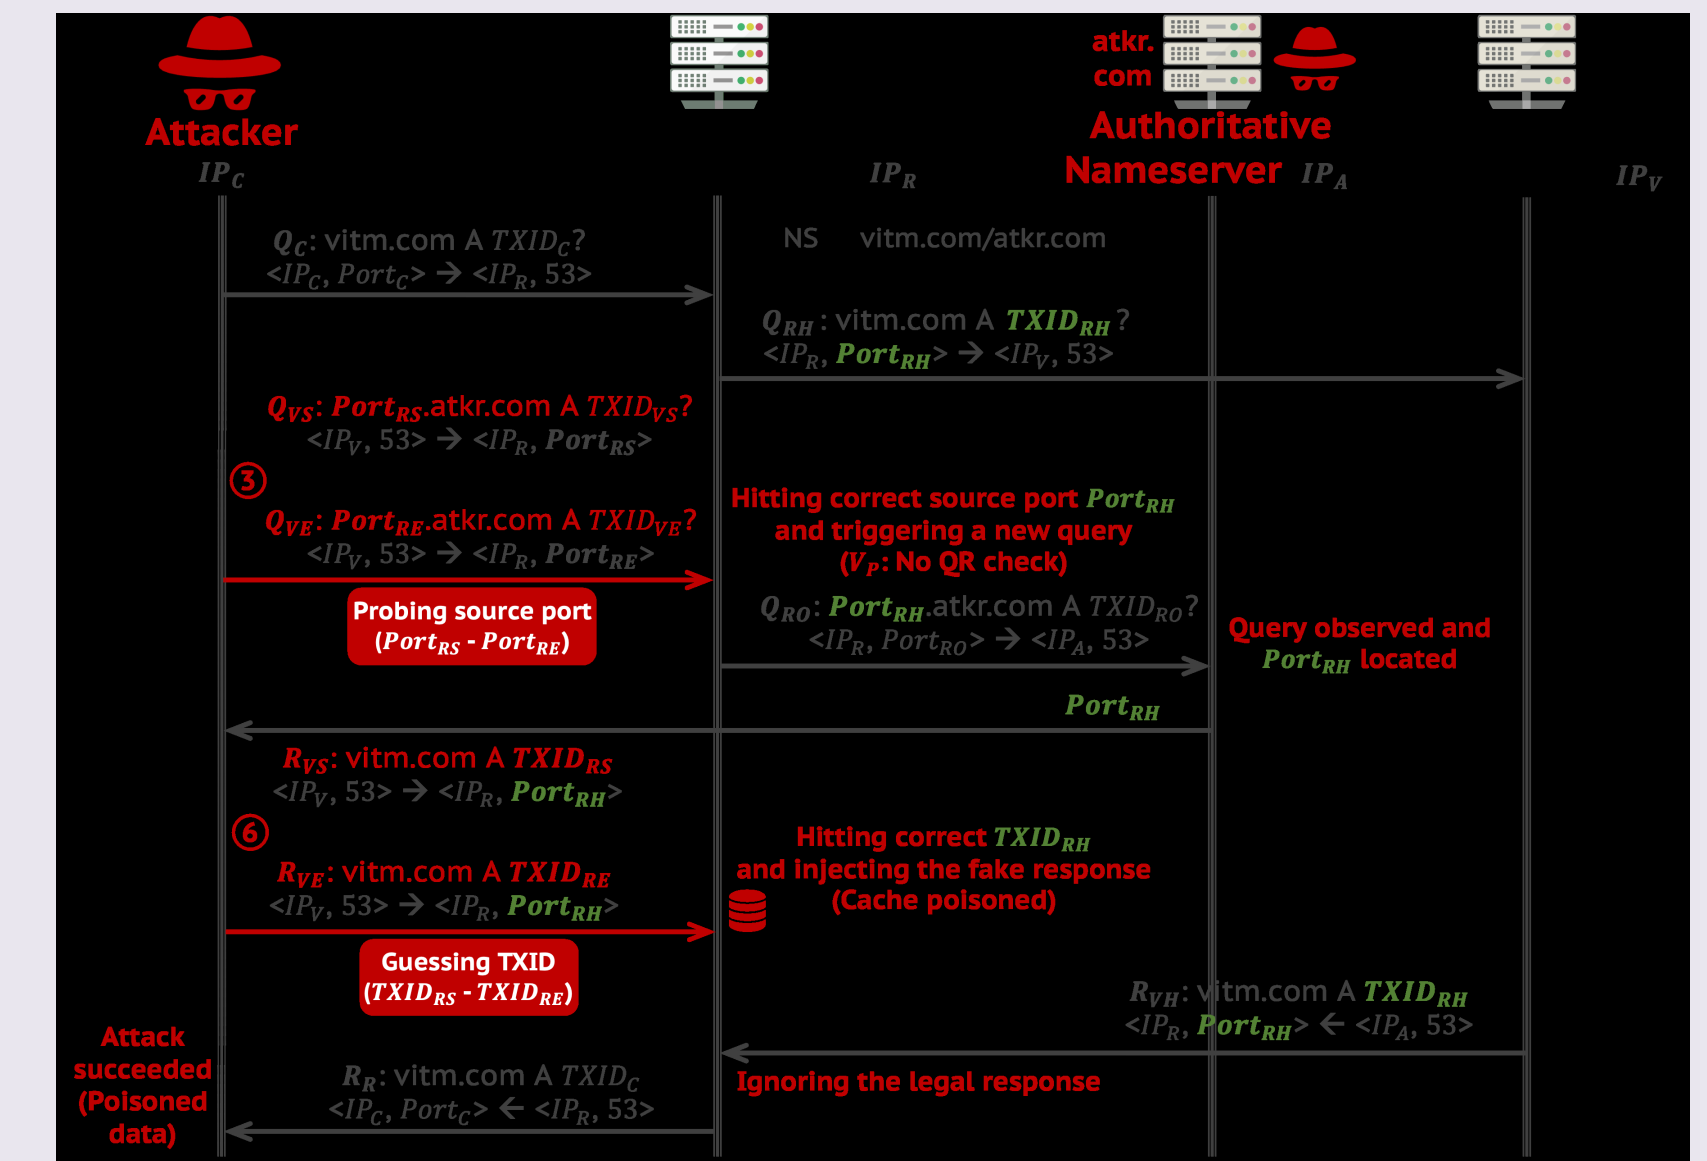 atkr.
com
Attacker
Authoritative
Nameserver
IP_C
IP_R
IP_A
IP_V
Q_C: vitm.com A TXID_C?
<IP_C, Port_C> → <IP_R, 53>
NS vitm.com/atkr.com
Q_RH: vitm.com A TXID_RH?
<IP_R, Port_RH> → <IP_V, 53>
Q_VS: Port_RS.atkr.com A TXID_VS?
<IP_V, 53> → <IP_R, Port_RS>
3
Q_VE: Port_RE.atkr.com A TXID_VE?
<IP_V, 53> → <IP_R, Port_RE>
Probing source port
(Port_RS - Port_RE)
Hitting correct source port Port_RH
and triggering a new query
(V_P: No QR check)
Q_RO: Port_RH.atkr.com A TXID_RO?
<IP_R, Port_RO> → <IP_A, 53>
Query observed and
Port_RH located
Port_RH
R_VS: vitm.com A TXID_RS
<IP_V, 53> → <IP_R, Port_RH>
6
R_VE: vitm.com A TXID_RE
<IP_V, 53> → <IP_R, Port_RH>
Guessing TXID
(TXID_RS - TXID_RE)
Hitting correct TXID_RH
and injecting the fake response
(Cache poisoned)
R_VH: vitm.com A TXID_RH
<IP_R, Port_RH> ← <IP_A, 53>
Ignoring the legal response
Attack
succeeded
(Poisoned
data)
R_R: vitm.com A TXID_C
<IP_C, Port_C> ← <IP_R, 53>